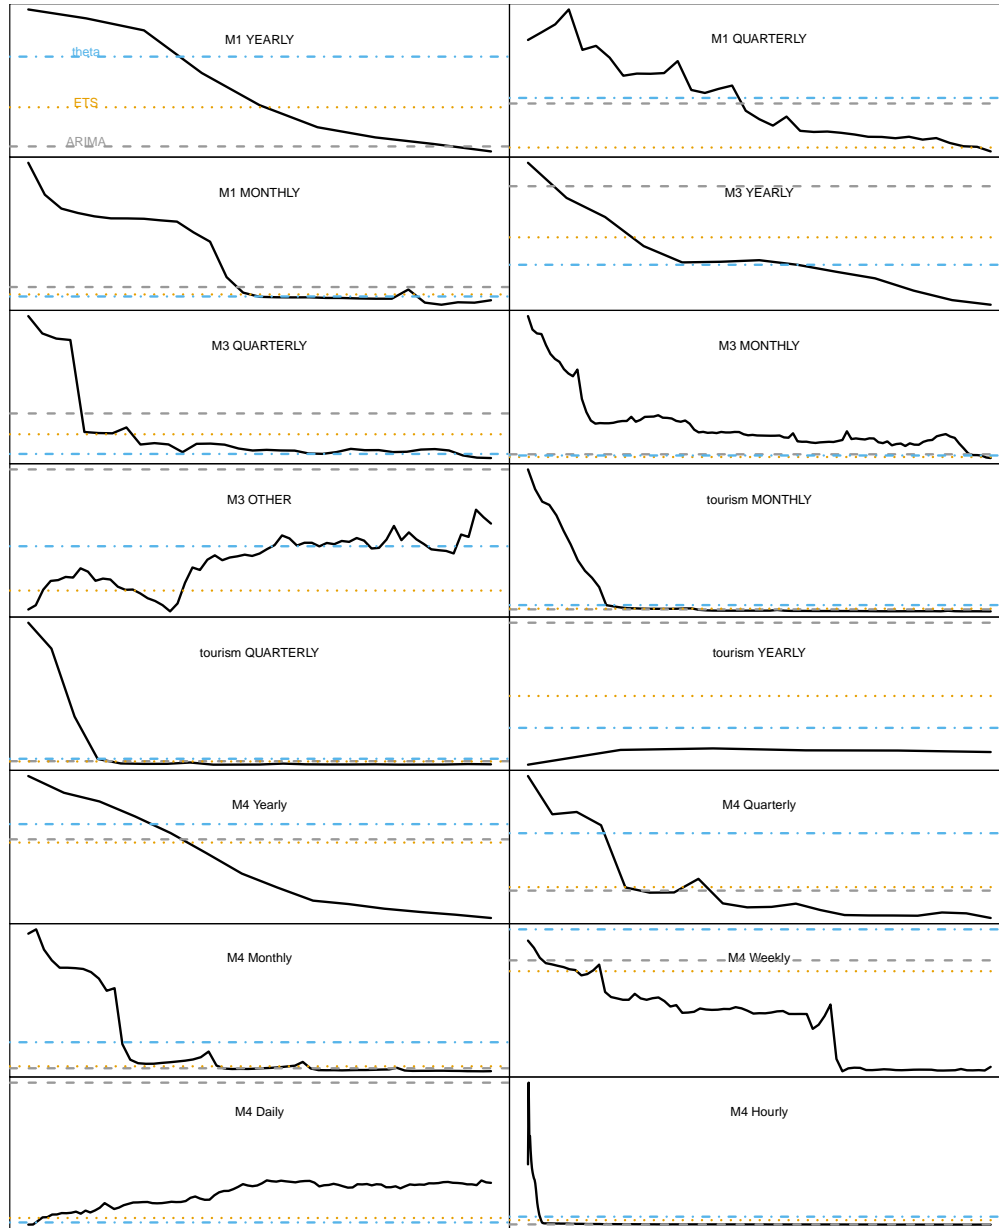 M1 YEARLY
theta
ETS
ARIMA
M1 QUARTERLY
M1 MONTHLY
M3 YEARLY
M3 QUARTERLY
M3 MONTHLY
M3 OTHER
tourism MONTHLY
tourism QUARTERLY
tourism YEARLY
M4 Yearly
M4 Quarterly
M4 Monthly
M4 Weekly
M4 Daily
M4 Hourly